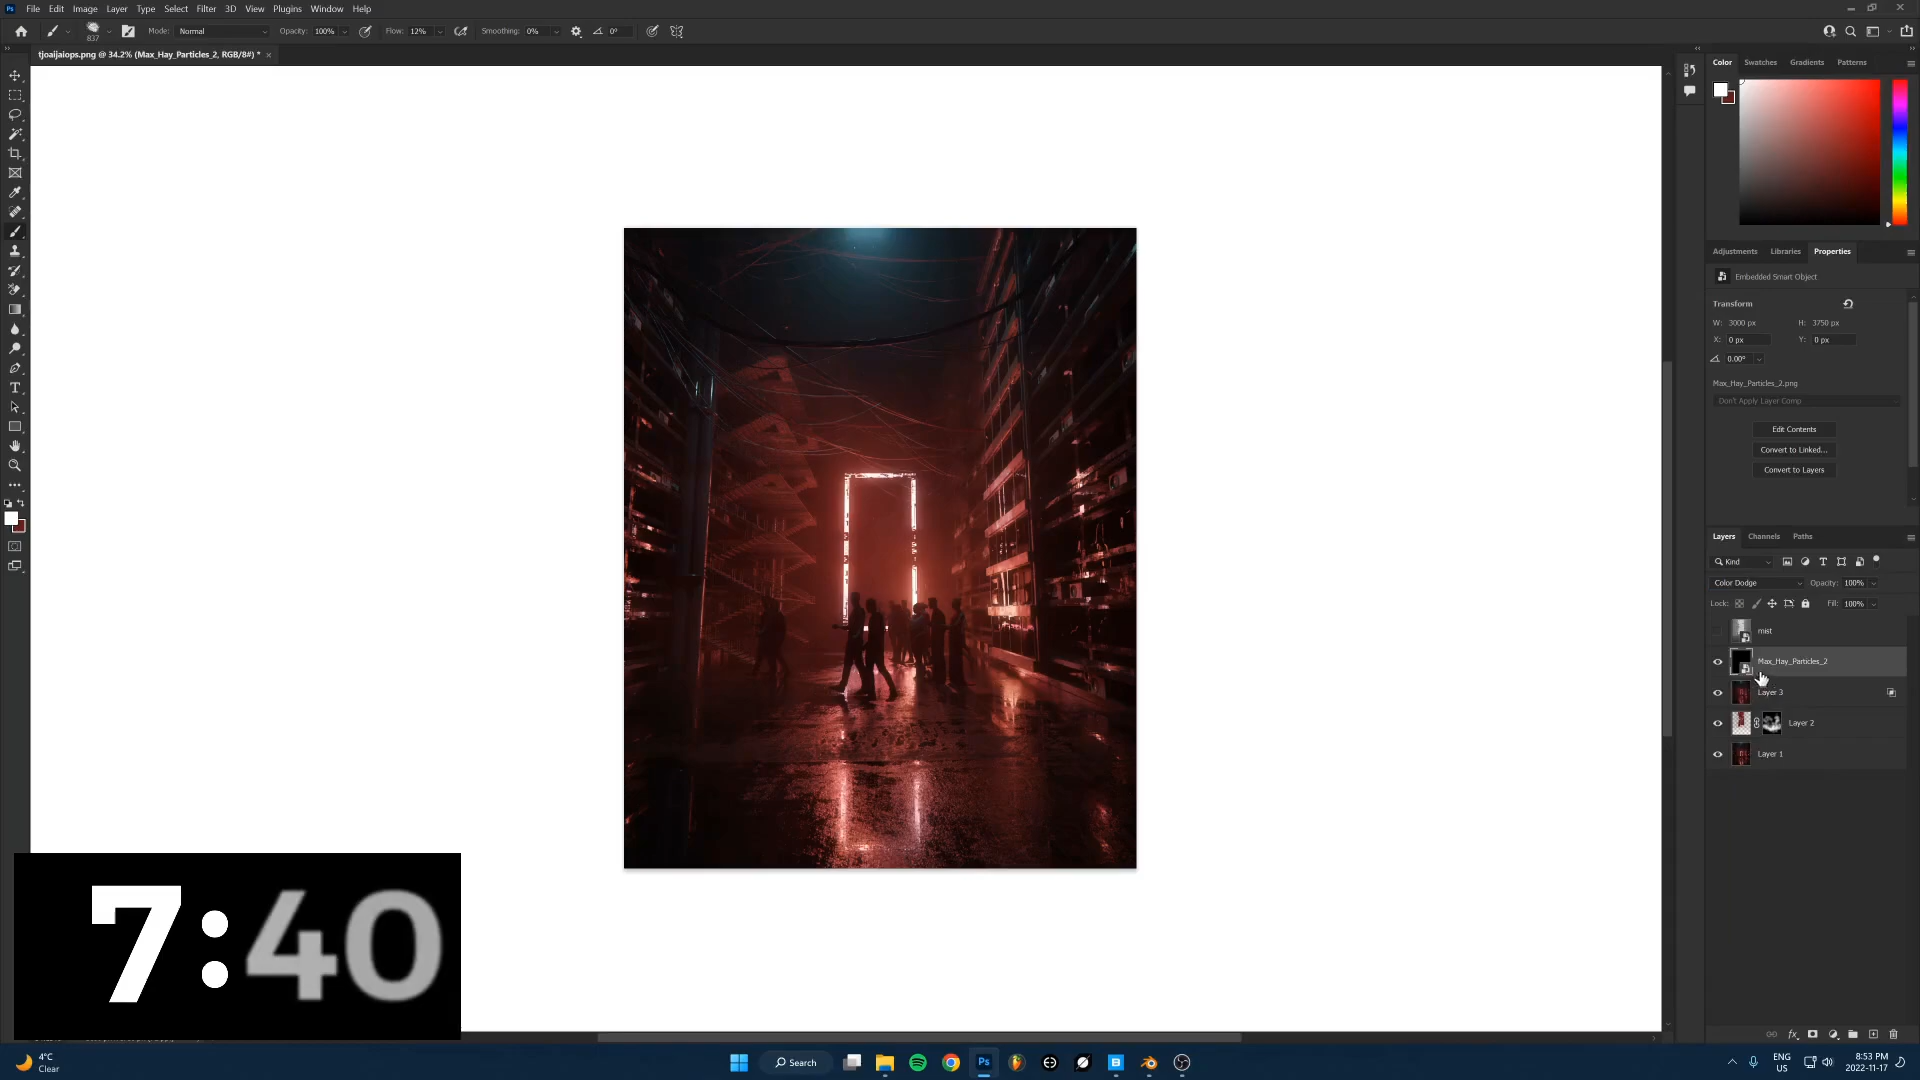 Ps File Edit Image Layer Type Select Filter 3D View Plugins Window Help
837 Mode: Normal Opacity: 100% Flow: 12% Smoothing: 0% 0°
tjoaijaiops.png @ 34.2% (Max_Hay_Particles_2, RGB/8#) *
Color Swatches Gradients Patterns
Adjustments Libraries Properties
Embedded Smart Object
Transform
W: 3000 px H: 3750 px
X: 0 px Y: 0 px
0.00°
Max_Hay_Particles_2.png
Don't Apply Layer Comp
Edit Contents
Convert to Linked...
Convert to Layers
Layers Channels Paths
Kind
Color Dodge Opacity: 100%
Lock: Fill: 100%
mist
Max_Hay_Particles_2
Layer 3
Layer 2
Layer 1
fx
7:40
4°C
Clear
Search
Ps
ENG
US
8:53 PM
2022-11-17